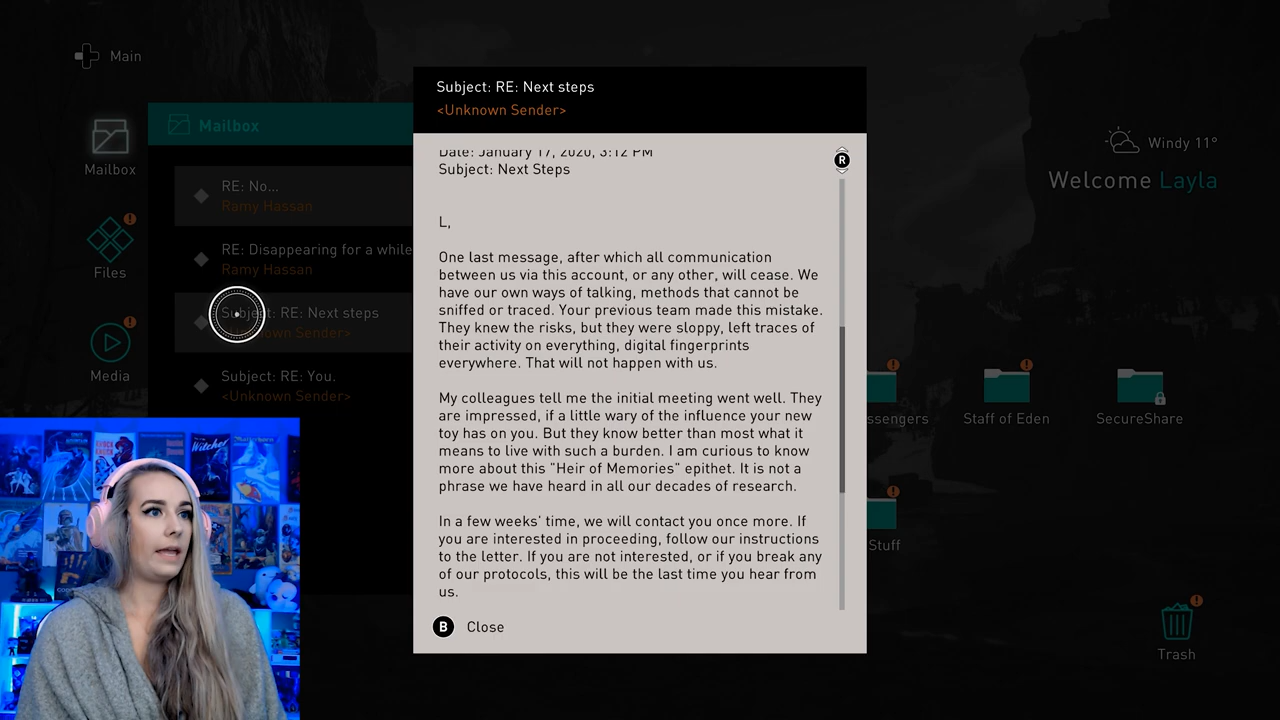 Main
Subject: RE: Next steps
<Unknown Sender>
Mailbox
Mailbox
Files
Media
RE: No...
Ramy Hassan
RE: Disappearing for a while
Ramy Hassan
Subject: RE: Next steps
Unknown Sender>
Subject: RE: You.
<Unknown Sender>
Date: January 17, 2020, 3:12 PM
Subject: Next Steps
R
L,
One last message, after which all communication
between us via this account, or any other, will cease. We
have our own ways of talking, methods that cannot be
sniffed or traced. Your previous team made this mistake.
They knew the risks, but they were sloppy, left traces of
their activity on everything, digital fingerprints
everywhere. That will not happen with us.
My colleagues tell me the initial meeting went well. They
are impressed, if a little wary of the influence your new
toy has on you. But they know better than most what it
means to live with such a burden. I am curious to know
more about this "Heir of Memories" epithet. It is not a
phrase we have heard in all our decades of research.
In a few weeks' time, we will contact you once more. If
you are interested in proceeding, follow our instructions
to the letter. If you are not interested, or if you break any
of our protocols, this will be the last time you hear from
us.
B Close
Windy 11°
Welcome Layla
ssengers
Staff of Eden
SecureShare
Stuff
Trash
Witcher